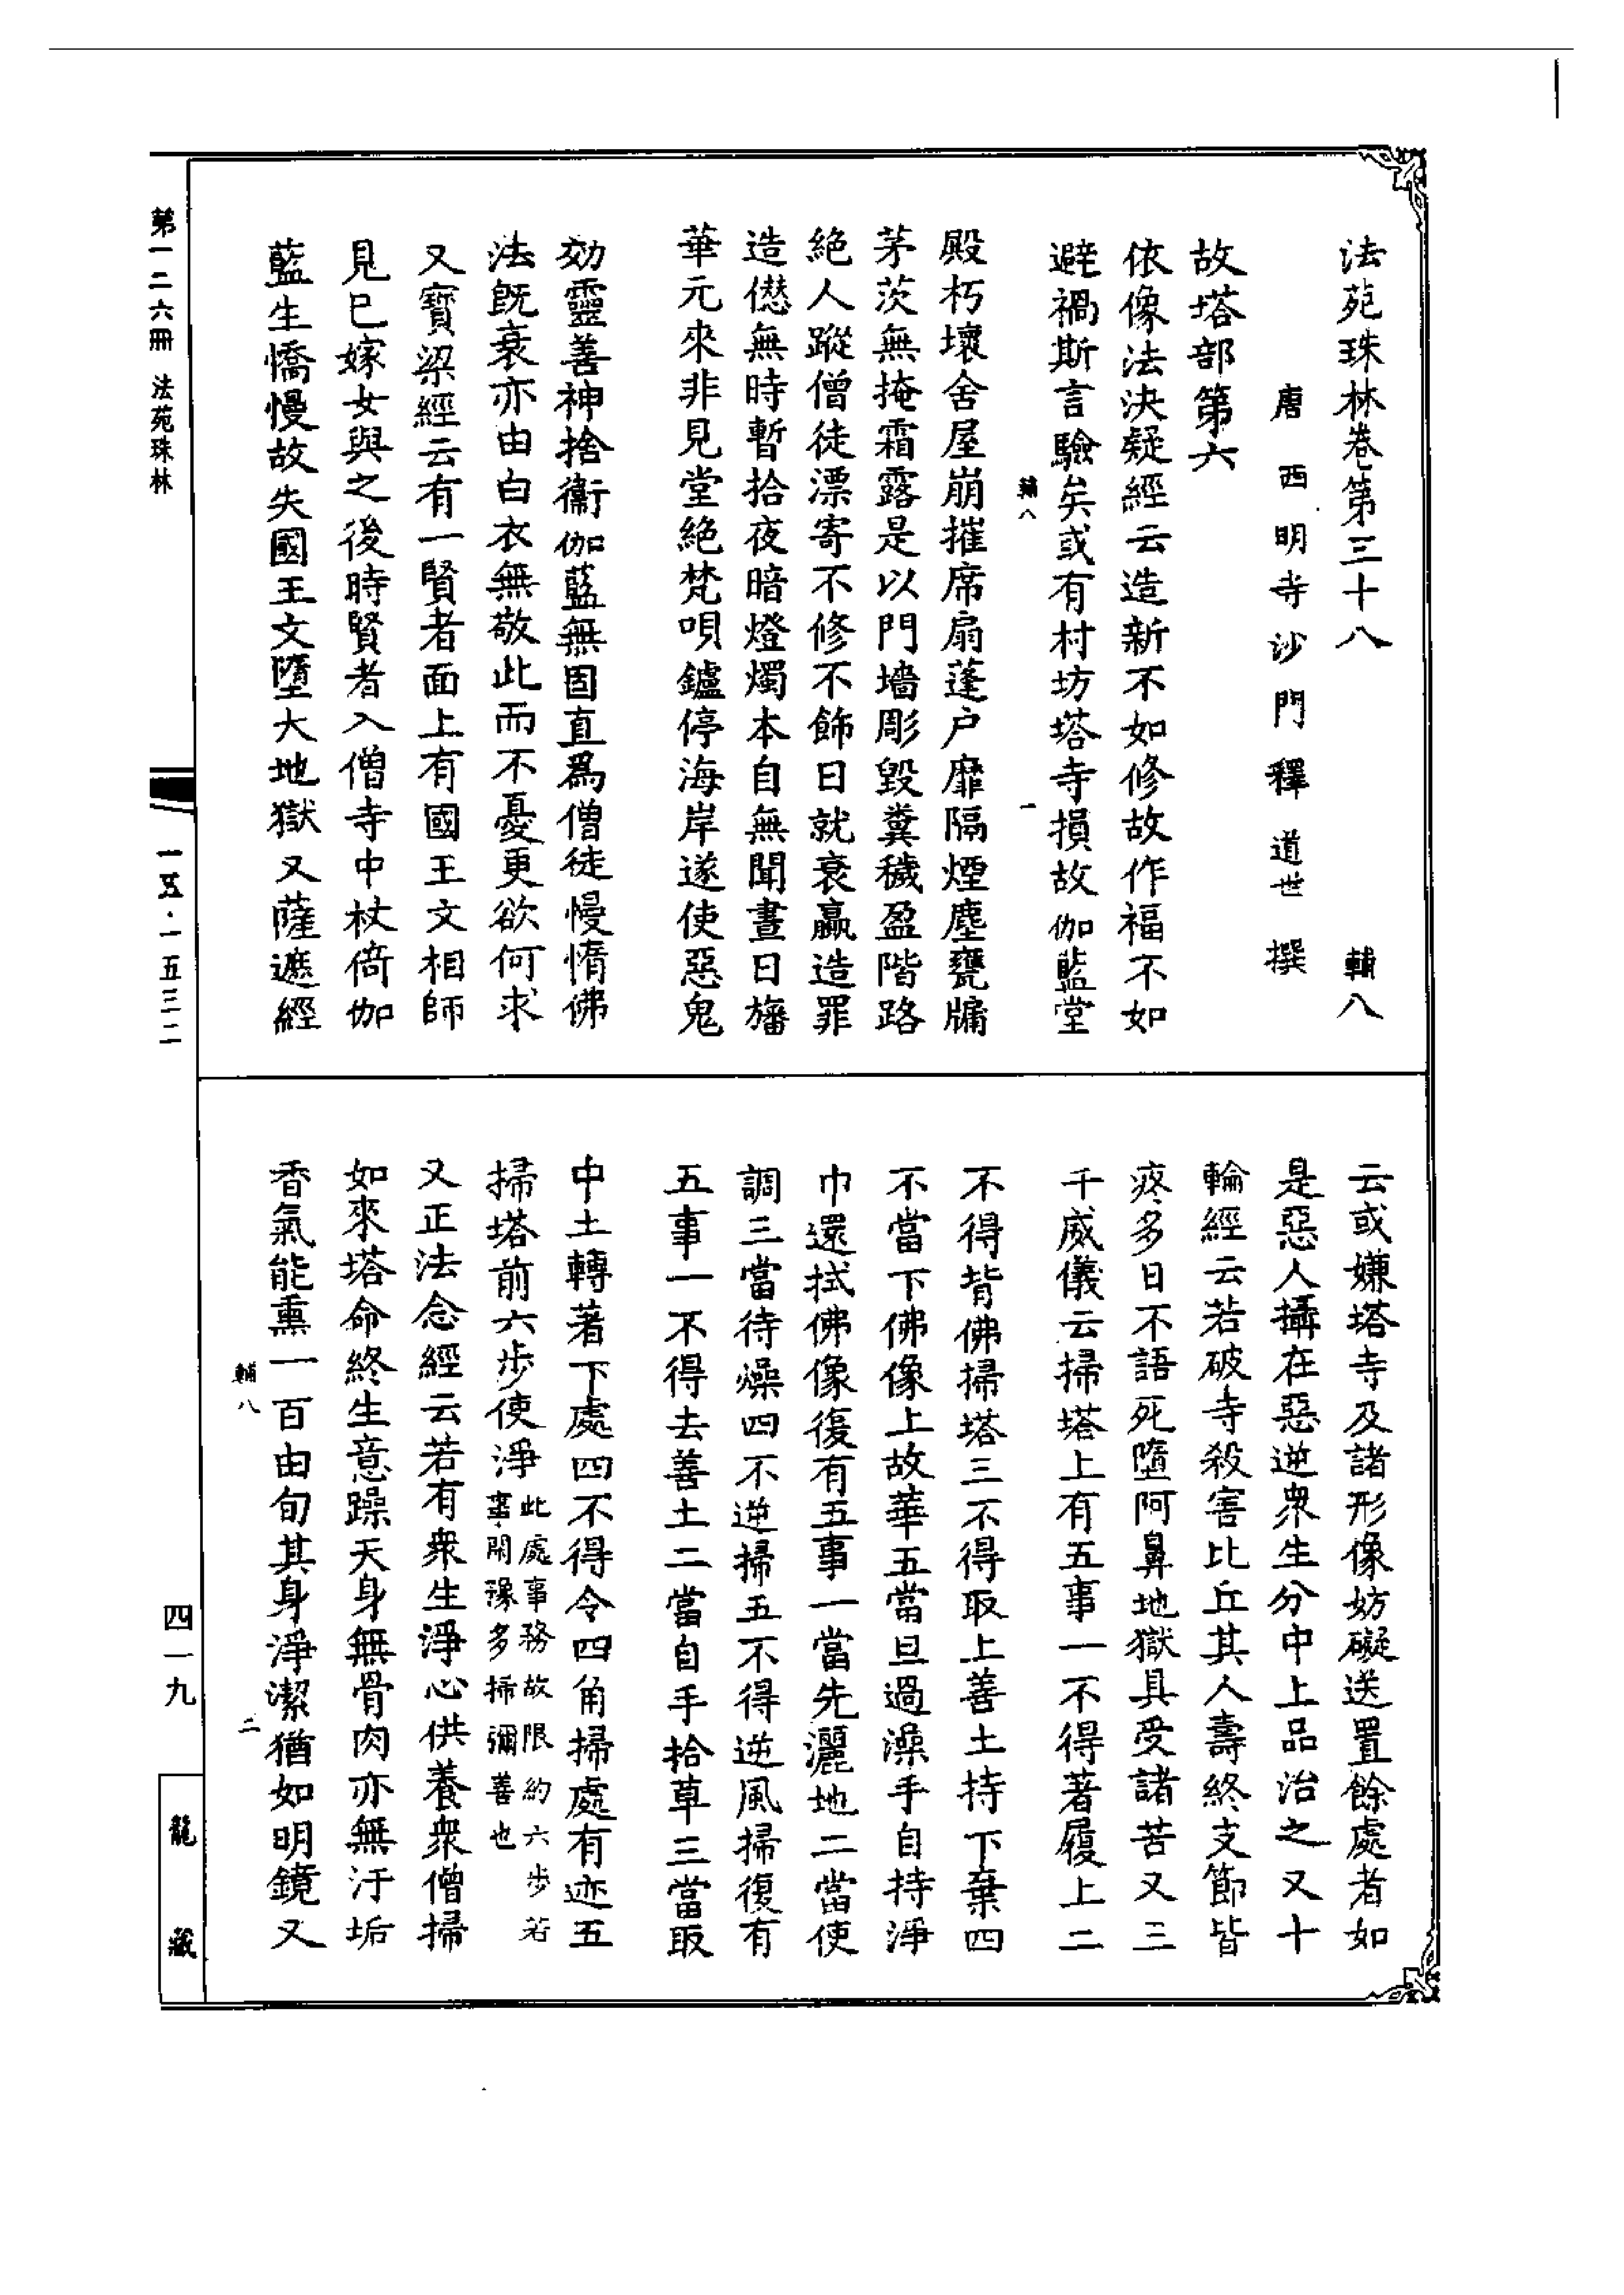 法苑珠林卷第三十八　輔八
唐西明寺沙門釋道世撰
故塔部第六
依像法決疑經云造新不如修故作福不如
避禍斯言驗矣或有村坊塔寺損故伽藍堂
輔八　一
殿朽壞舍屋崩摧席扇蓬户靡隔煙塵甕牖
茅茨無掩霜露是以門墻彫毀糞穢盈階路
絶人蹤僧徒漂寄不修不飾日就衰羸造罪
造僁無時暫拾夜暗燈燭本自無聞晝日旛
華元來非見堂絶梵唄鑪停海岸遂使惡鬼
効靈善神捨衞伽藍無固直爲僧徒慢惰佛
法旣衰亦由白衣無敬此而不憂更欲何求
又寶梁經云有一賢者面上有國王文相師
見已嫁女與之後時賢者入僧寺中杖倚伽
藍生憍慢故失國王文墮大地獄又薩遮經
云或嫌塔寺及諸形像妨礙送置餘處者如
是惡人攝在惡逆衆生分中上品治之又十
輪經云若破寺殺害比丘其人壽終支節皆
疼多日不語死墮阿鼻地獄具受諸苦又三
千威儀云掃塔上有五事一不得著履上二
不得背佛掃塔三不得取上善土持下棄四
不當下佛像上故華五當旦過澡手自持淨
巾還拭佛像復有五事一當先灑地二當使
調三當待燥四不逆掃五不得逆風掃復有
五事一不得去善土二當自手拾草三當取
中土轉著下處四不得令四角掃處有迹五
掃塔前六步使淨此處事務故限約六步若事閑豫多掃彌善也
又正法念經云若有衆生淨心供養衆僧掃
如來塔命終生意躁天身無骨肉亦無汙垢
香氣能熏一百由旬其身淨潔猶如明鏡又
輔八　二
第一二六冊　法苑珠林
一五·一五三二
四一九
龍藏